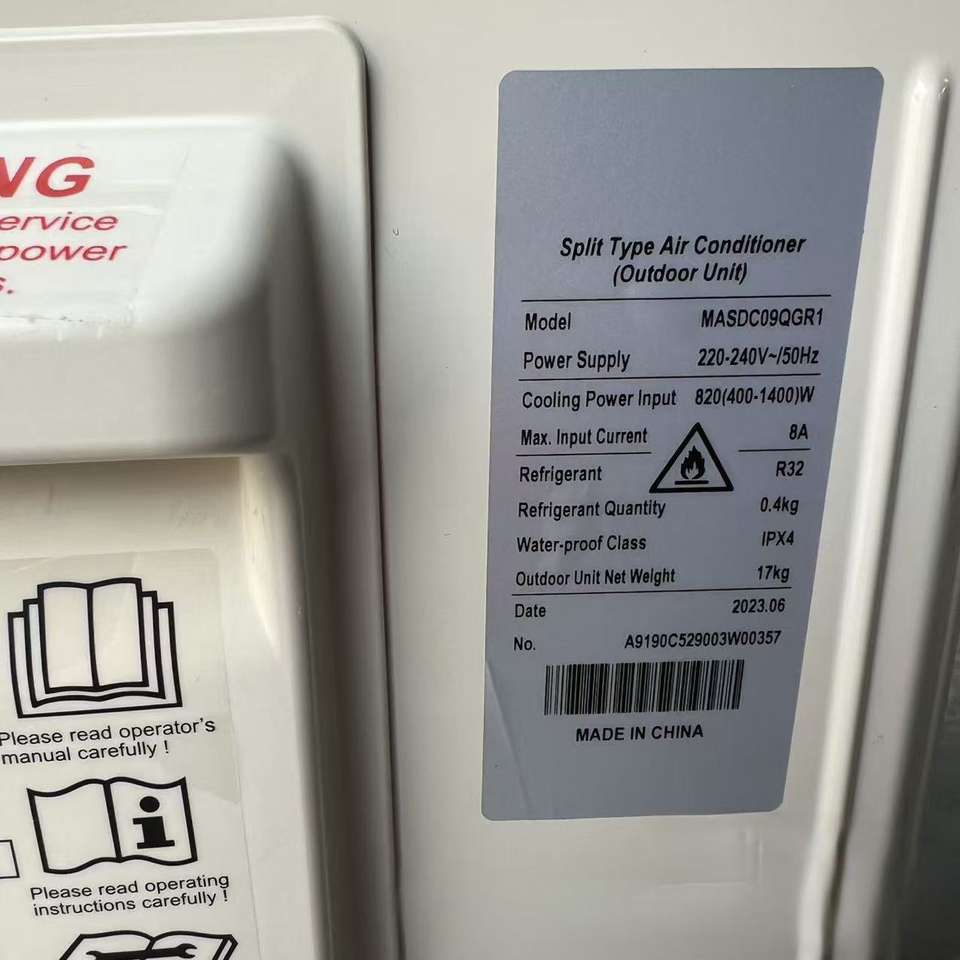 NG
ervice
power
s.
Please read operator's
manual carefully !
Please read operating
instructions carefully !
Split Type Air Conditioner
(Outdoor Unit)
Model MASDC09QGR1
Power Supply 220-240V~/50Hz
Cooling Power Input 820(400-1400)W
Max. Input Current 8A
Refrigerant R32
Refrigerant Quantity 0.4kg
Water-proof Class IPX4
Outdoor Unit Net Weight 17kg
Date 2023.06
No. A9190C529003W00357
MADE IN CHINA